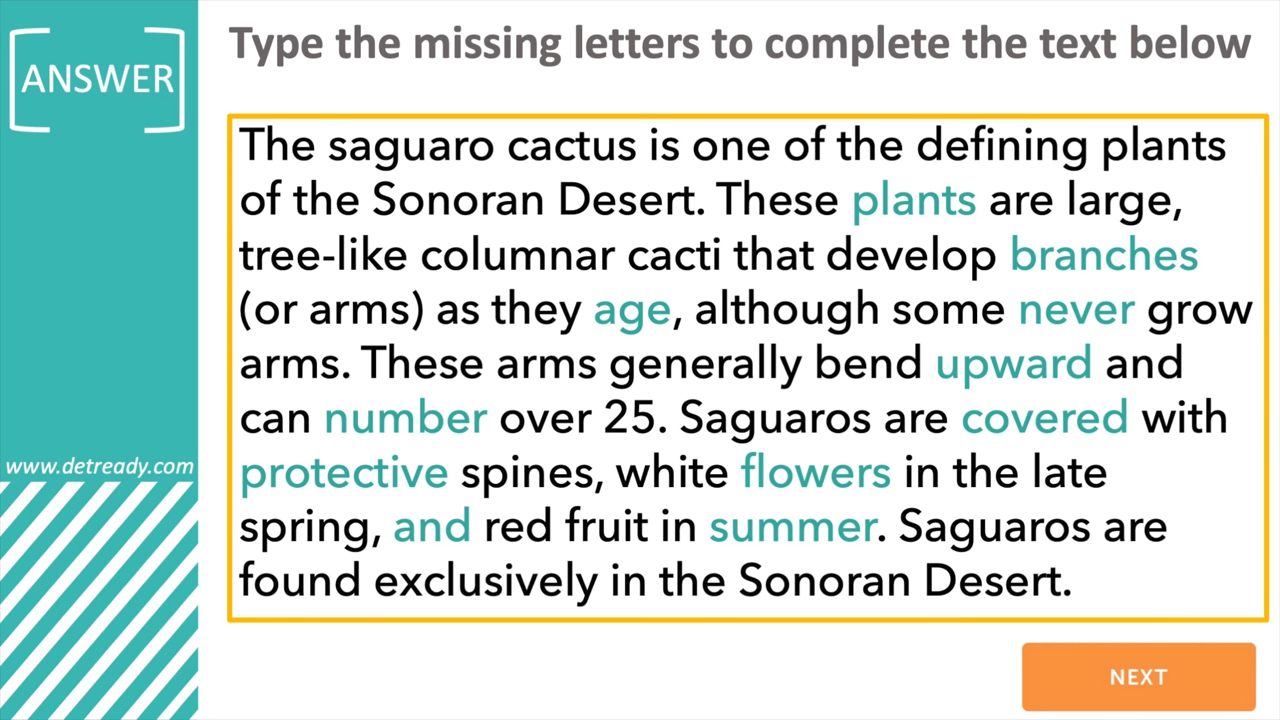 ANSWER
Type the missing letters to complete the text below
The saguaro cactus is one of the defining plants
of the Sonoran Desert. These plants are large,
tree-like columnar cacti that develop branches
(or arms) as they age, although some never grow
arms. These arms generally bend upward and
can number over 25. Saguaros are covered with
protective spines, white flowers in the late
spring, and red fruit in summer. Saguaros are
found exclusively in the Sonoran Desert.
www.detready.com
NEXT